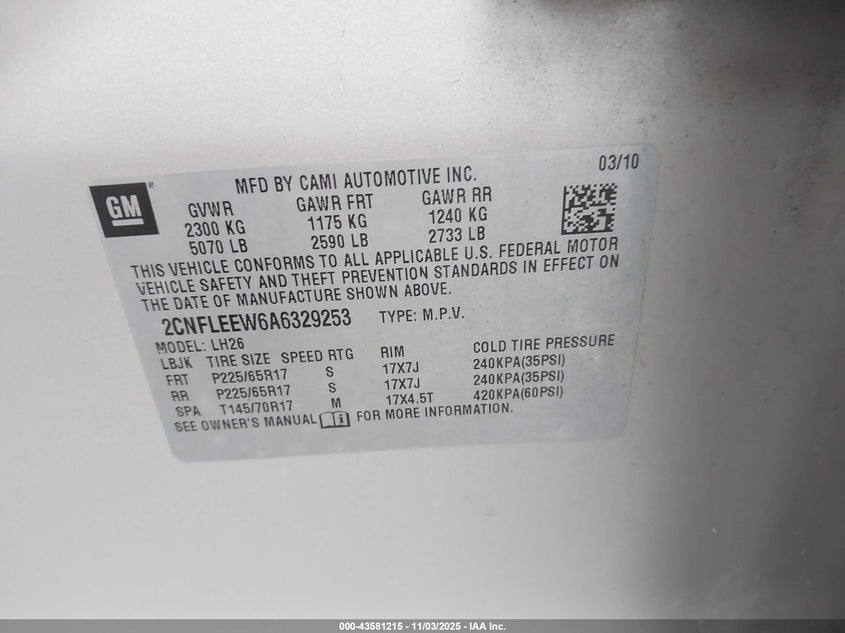 03/10
MFD BY CAMI AUTOMOTIVE INC.
GM
GVWR GAWR FRT GAWR RR
2300 KG 1175 KG 1240 KG
5070 LB 2590 LB 2733 LB
THIS VEHICLE CONFORMS TO ALL APPLICABLE U.S. FEDERAL MOTOR
VEHICLE SAFETY AND THEFT PREVENTION STANDARDS IN EFFECT ON
THE DATE OF MANUFACTURE SHOWN ABOVE.
2CNFLEEW6A6329253 TYPE: M.P.V.
MODEL: LH26
LBJK TIRE SIZE SPEED RTG RIM COLD TIRE PRESSURE
FRT P225/65R17 S 17X7J 240KPA(35PSI)
RR P225/65R17 S 17X7J 240KPA(35PSI)
SPA T145/70R17 M 17X4.5T 420KPA(60PSI)
SEE OWNER'S MANUAL FOR MORE INFORMATION.
000-43581215 - 11/03/2025 - IAA Inc.